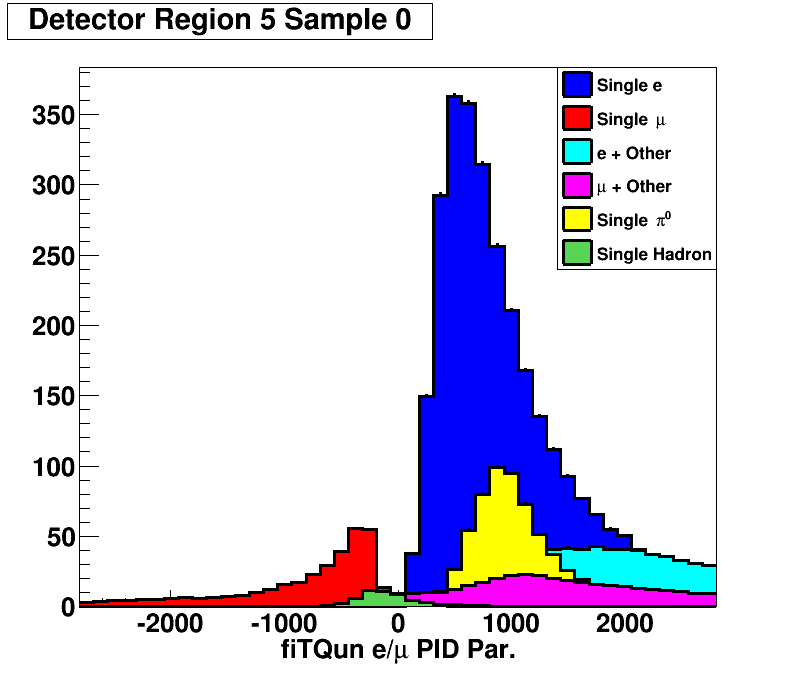 Detector Region 5 Sample 0
Single e
Single μ
e + Other
μ + Other
Single π⁰
Single Hadron
350
300
250
200
150
100
50
0
-2000 -1000 0 1000 2000
fiTQun e/μ PID Par.